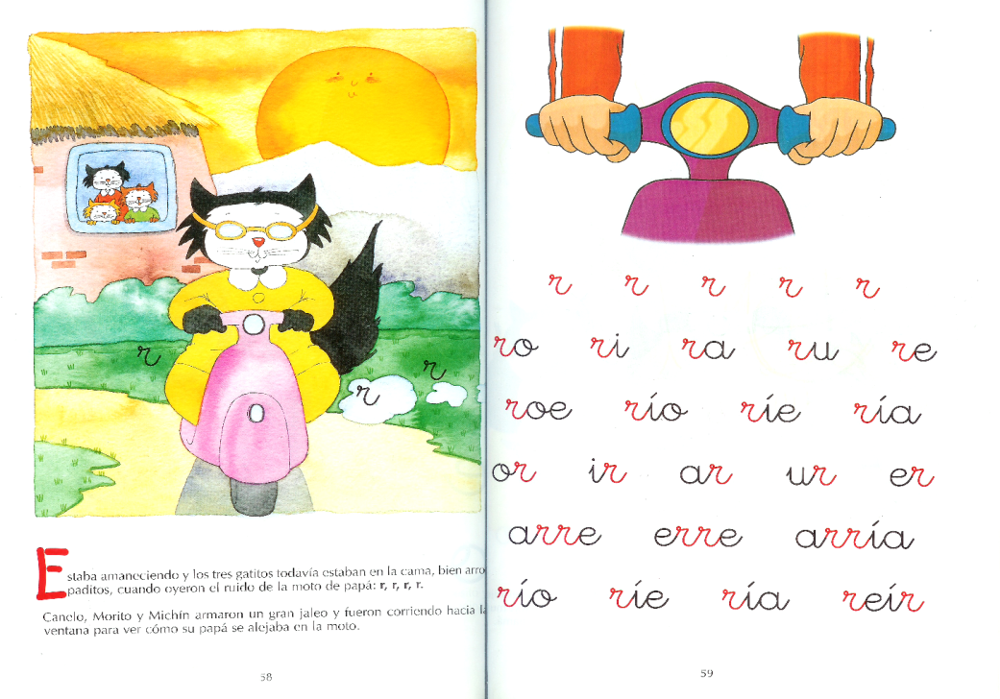 r
r
r
Estaba amaneciendo y los tres gatitos todavía estaban en la cama, bien arro
paditos, cuando oyeron el ruido de la moto de papá: r, r, r, r.
Canelo, Morito y Michín armaron un gran jaleo y fueron corriendo hacia la
ventana para ver cómo su papá se alejaba en la moto.
58
r r r r r
ro ri ra ru re
roe río ríe ría
or ir ar ur er
arre erre arría
río ríe ría reír
59